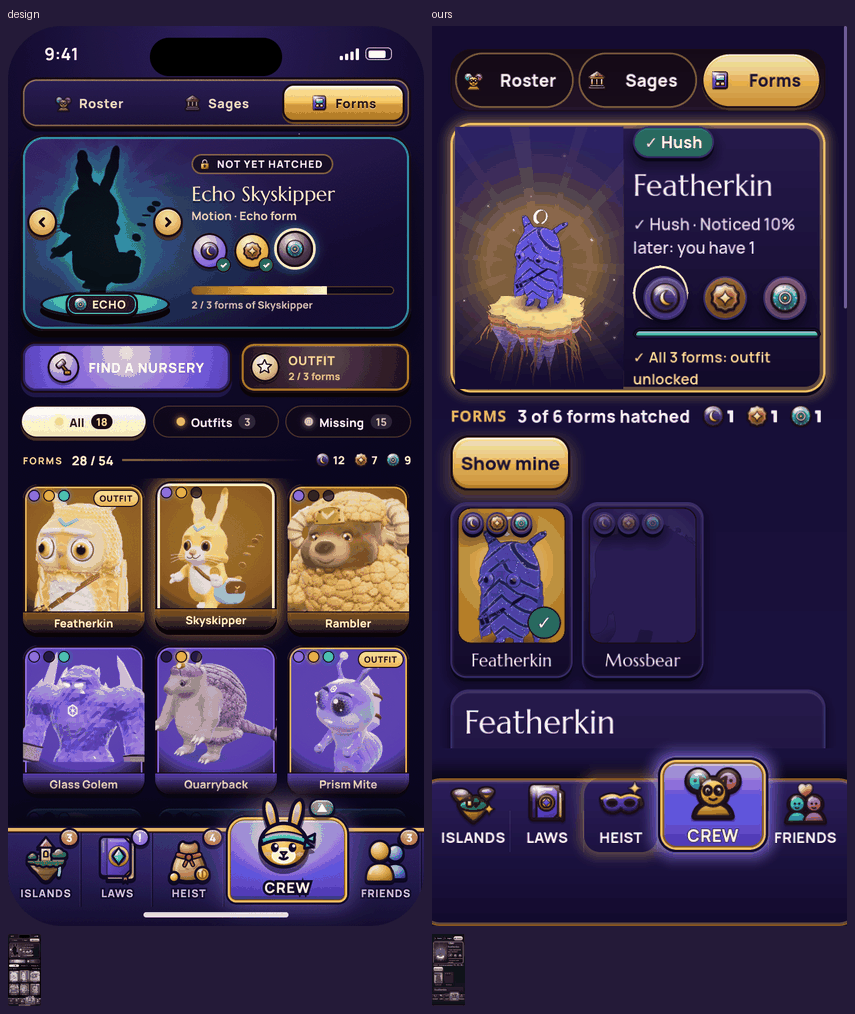 design
9:41
Roster
Sages
Forms
NOT YET HATCHED
Echo Skyskipper
Motion · Echo form
ECHO
2 / 3 forms of Skyskipper
FIND A NURSERY
OUTFIT
2 / 3 forms
All 18
Outfits 3
Missing 15
FORMS 28 / 54
12 7 9
OUTFIT
Featherkin
Skyskipper
Rambler
OUTFIT
Glass Golem
Quarryback
Prism Mite
3 1 4 3
ISLANDS
LAWS
HEIST
CREW
FRIENDS
ours
Roster
Sages
Forms
✓ Hush
Featherkin
✓ Hush · Noticed 10%
later: you have 1
✓ All 3 forms: outfit
unlocked
FORMS 3 of 6 forms hatched 1 1 1
Show mine
Featherkin
Mossbear
Featherkin
ISLANDS
LAWS
HEIST
CREW
FRIENDS